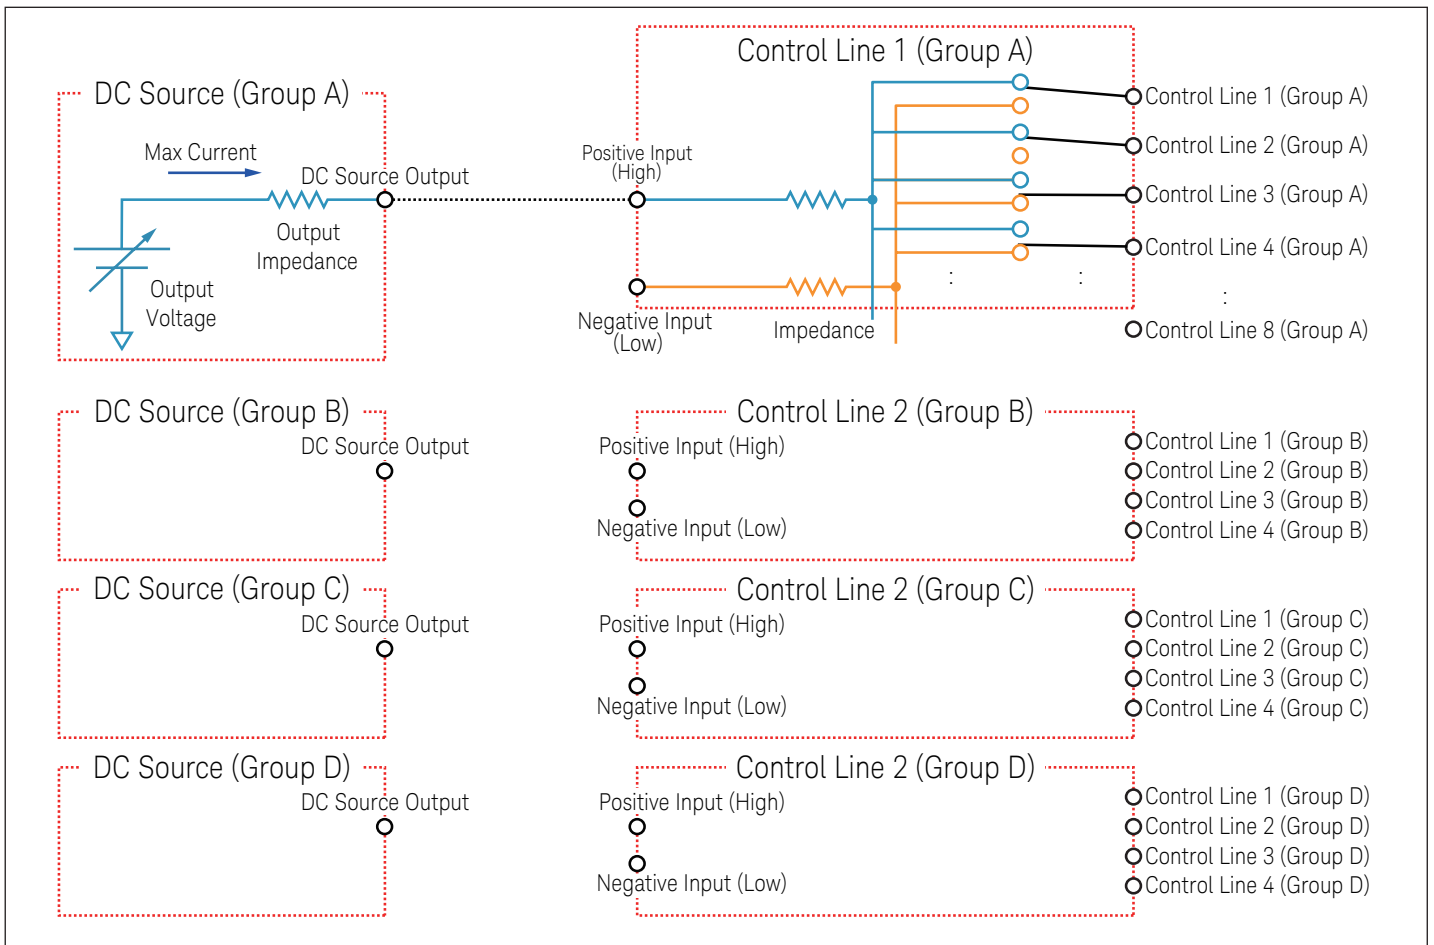 Control Line 1 (Group A)
DC Source (Group A)
Max Current
DC Source Output
Output
Impedance
Output
Voltage
Positive Input
(High)
Negative Input
(Low)
Impedance
Control Line 1 (Group A)
Control Line 2 (Group A)
Control Line 3 (Group A)
Control Line 4 (Group A)
:
:
:
Control Line 8 (Group A)
DC Source (Group B)
DC Source Output
Control Line 2 (Group B)
Positive Input (High)
Negative Input (Low)
Control Line 1 (Group B)
Control Line 2 (Group B)
Control Line 3 (Group B)
Control Line 4 (Group B)
DC Source (Group C)
DC Source Output
Control Line 2 (Group C)
Positive Input (High)
Negative Input (Low)
Control Line 1 (Group C)
Control Line 2 (Group C)
Control Line 3 (Group C)
Control Line 4 (Group C)
DC Source (Group D)
DC Source Output
Control Line 2 (Group D)
Positive Input (High)
Negative Input (Low)
Control Line 1 (Group D)
Control Line 2 (Group D)
Control Line 3 (Group D)
Control Line 4 (Group D)